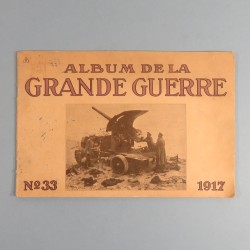 ALBUM DE LA
GRANDE GUERRE
Nº33
1917